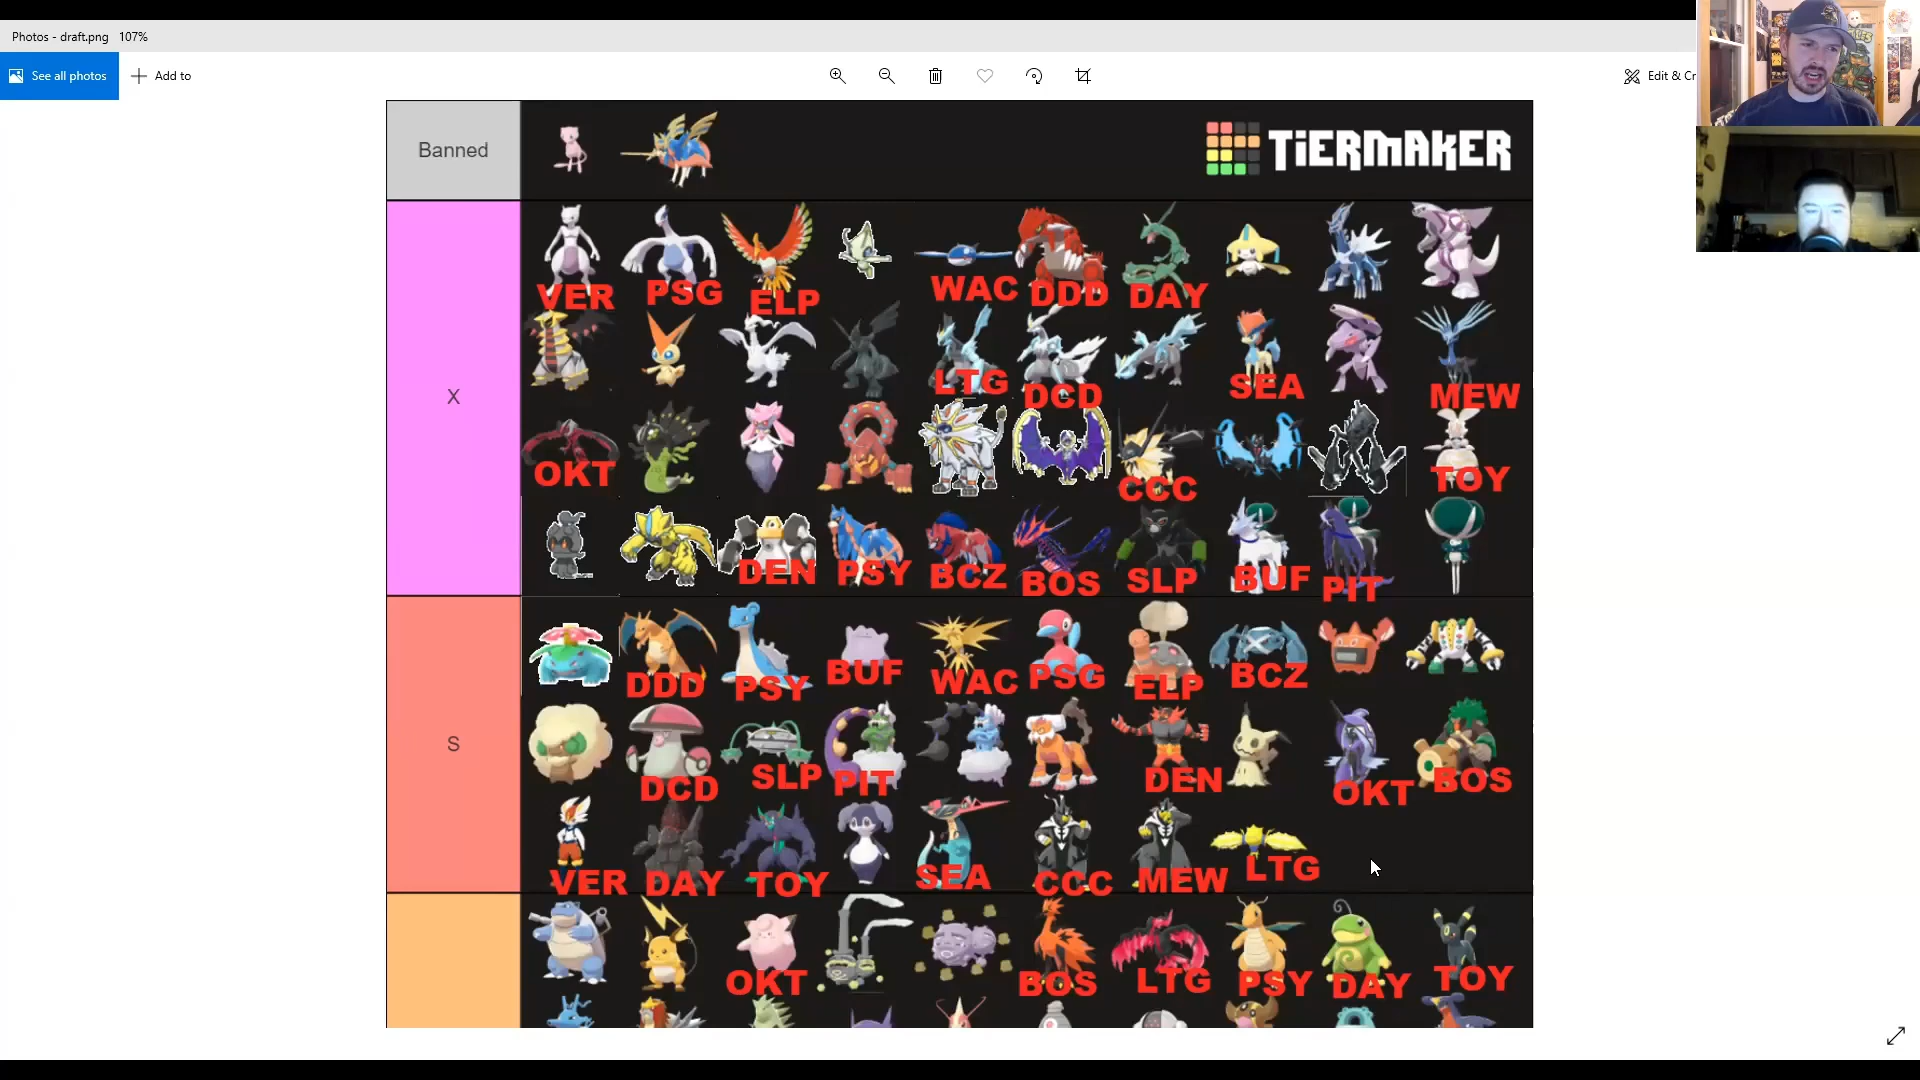 Photos - draft.png 107%
See all photos
Add to
Edit & Cr
Banned
TiERMAKER
X
VER PSG ELP WAC DDD DAY
LTG DCD SEA MEW
OKT CCC TOY
DEN PSY BCZ BOS SLP BUF PIT
S
DDD PSY BUF WAC PSG ELP BCZ
DCD SLP PIT DEN OKT BOS
VER DAY TOY SEA CCC MEW LTG
OKT BOS LTG PSY DAY TOY